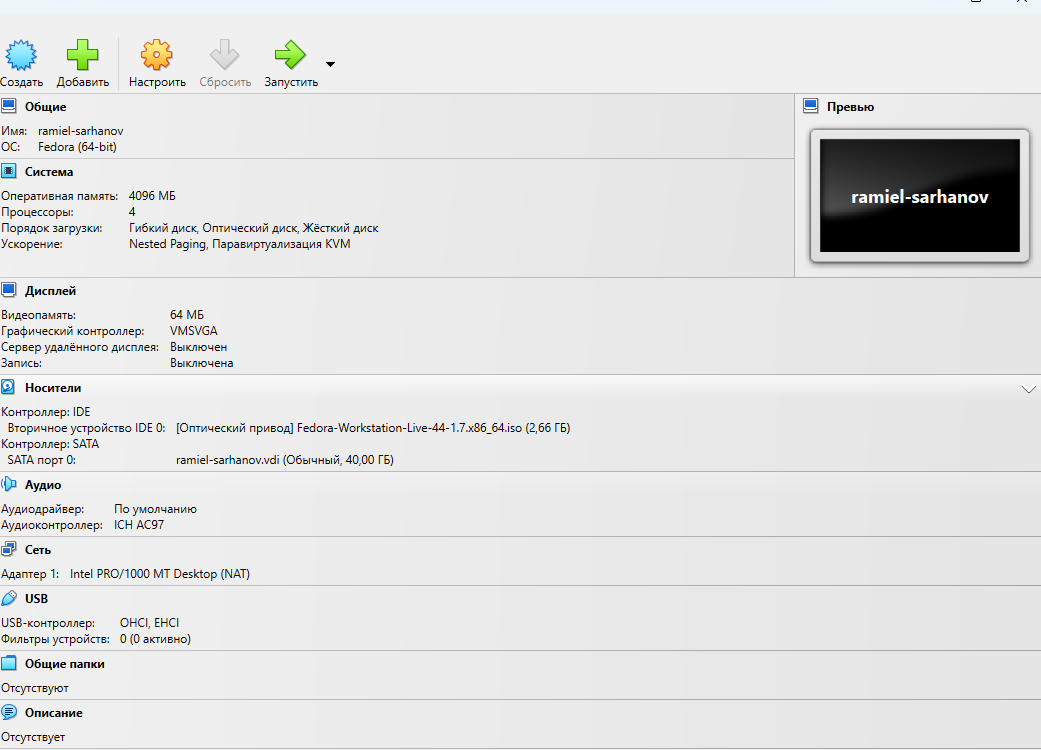 Создать Добавить Настроить Сбросить Запустить
Общие
Имя: ramiel-sarhanov
ОС: Fedora (64-bit)
Система
Оперативная память: 4096 МБ
Процессоры: 4
Порядок загрузки: Гибкий диск, Оптический диск, Жёсткий диск
Ускорение: Nested Paging, Паравиртуализация KVM
Превью
ramiel-sarhanov
Дисплей
Видеопамять: 64 МБ
Графический контроллер: VMSVGA
Сервер удалённого дисплея: Выключен
Запись: Выключена
Носители
Контроллер: IDE
Вторичное устройство IDE 0: [Оптический привод] Fedora-Workstation-Live-44-1.7.x86_64.iso (2,66 ГБ)
Контроллер: SATA
SATA порт 0: ramiel-sarhanov.vdi (Обычный, 40,00 ГБ)
Аудио
Аудиодрайвер: По умолчанию
Аудиоконтроллер: ICH AC97
Сеть
Адаптер 1: Intel PRO/1000 MT Desktop (NAT)
USB
USB-контроллер: OHCI, EHCI
Фильтры устройств: 0 (0 активно)
Общие папки
Отсутствуют
Описание
Отсутствует